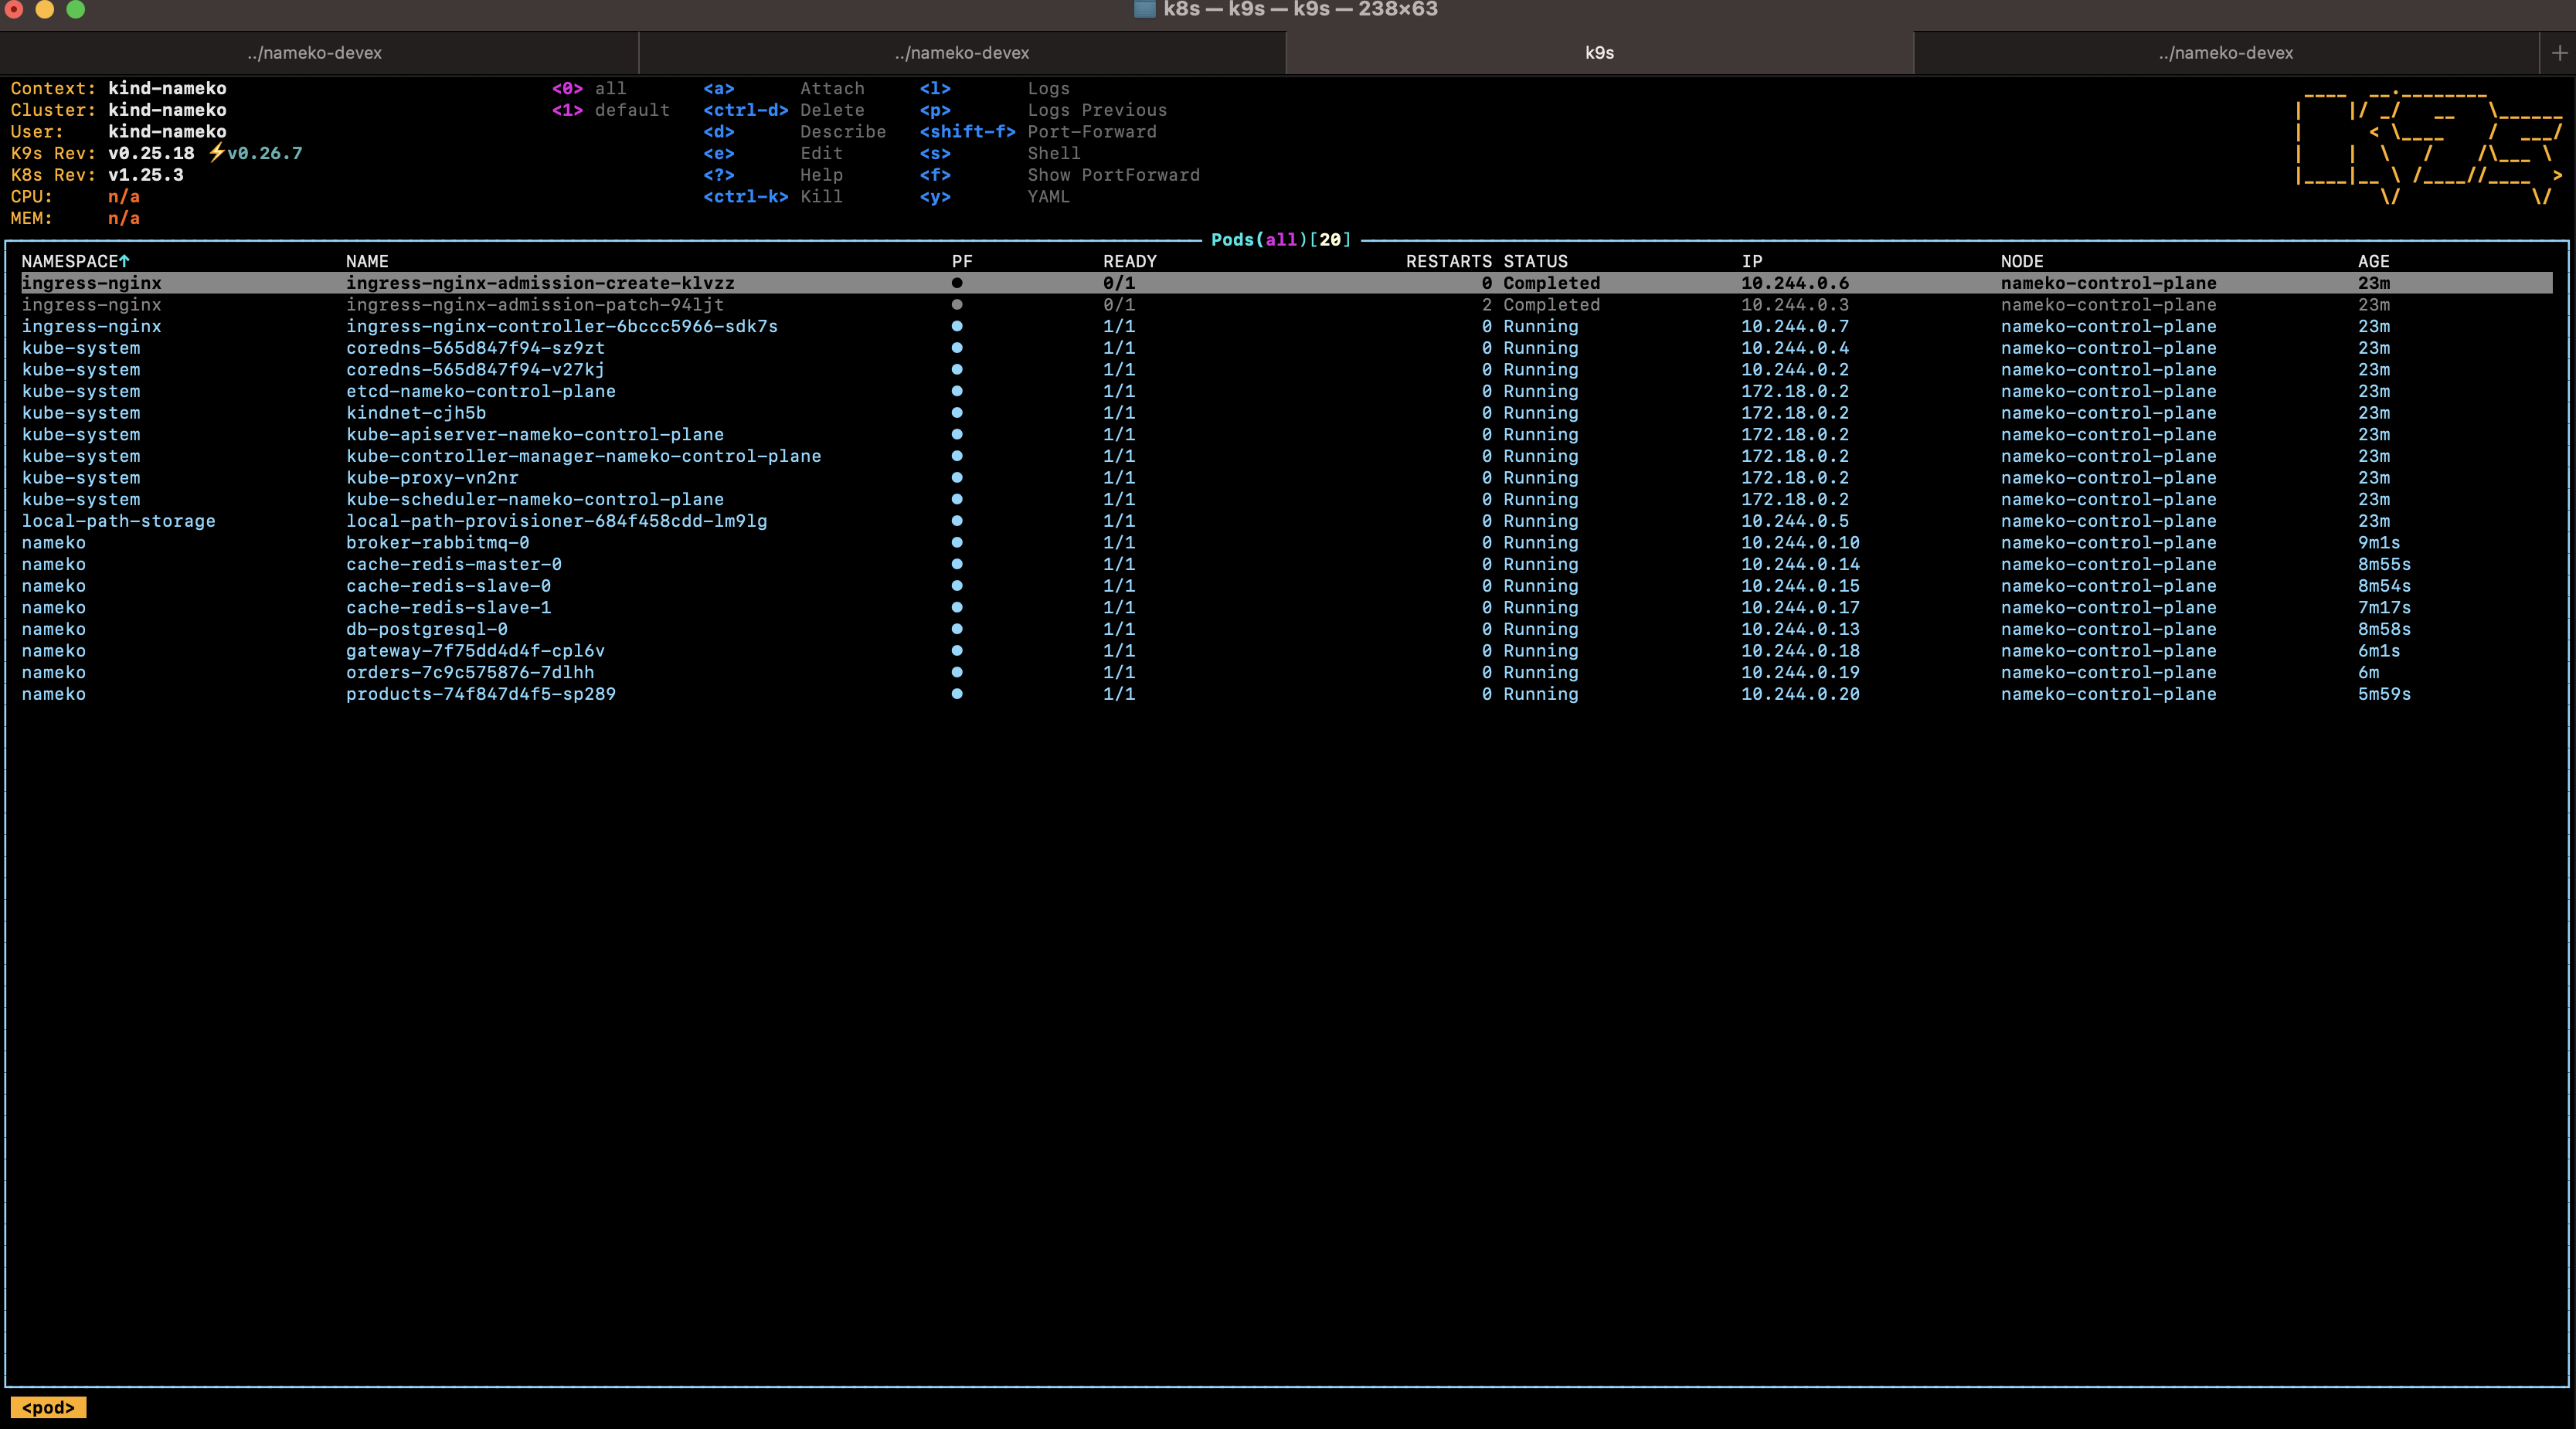 k8s — k9s — k9s — 238×63
../nameko-devex ../nameko-devex k9s ../nameko-devex +
Context: kind-nameko <0> all <a> Attach <l> Logs
Cluster: kind-nameko <1> default <ctrl-d> Delete <p> Logs Previous
User: kind-nameko <d> Describe <shift-f> Port-Forward
K9s Rev: v0.25.18 ⚡v0.26.7 <e> Edit <s> Shell
K8s Rev: v1.25.3 <?> Help <f> Show PortForward
CPU: n/a <ctrl-k> Kill <y> YAML
MEM: n/a
Pods(all)[20]
NAMESPACE↑ NAME PF READY RESTARTS STATUS IP NODE AGE
ingress-nginx ingress-nginx-admission-create-klvzz ● 0/1 0 Completed 10.244.0.6 nameko-control-plane 23m
ingress-nginx ingress-nginx-admission-patch-94ljt ● 0/1 2 Completed 10.244.0.3 nameko-control-plane 23m
ingress-nginx ingress-nginx-controller-6bccc5966-sdk7s ● 1/1 0 Running 10.244.0.7 nameko-control-plane 23m
kube-system coredns-565d847f94-sz9zt ● 1/1 0 Running 10.244.0.4 nameko-control-plane 23m
kube-system coredns-565d847f94-v27kj ● 1/1 0 Running 10.244.0.2 nameko-control-plane 23m
kube-system etcd-nameko-control-plane ● 1/1 0 Running 172.18.0.2 nameko-control-plane 23m
kube-system kindnet-cjh5b ● 1/1 0 Running 172.18.0.2 nameko-control-plane 23m
kube-system kube-apiserver-nameko-control-plane ● 1/1 0 Running 172.18.0.2 nameko-control-plane 23m
kube-system kube-controller-manager-nameko-control-plane ● 1/1 0 Running 172.18.0.2 nameko-control-plane 23m
kube-system kube-proxy-vn2nr ● 1/1 0 Running 172.18.0.2 nameko-control-plane 23m
kube-system kube-scheduler-nameko-control-plane ● 1/1 0 Running 172.18.0.2 nameko-control-plane 23m
local-path-storage local-path-provisioner-684f458cdd-lm9lg ● 1/1 0 Running 10.244.0.5 nameko-control-plane 23m
nameko broker-rabbitmq-0 ● 1/1 0 Running 10.244.0.10 nameko-control-plane 9m1s
nameko cache-redis-master-0 ● 1/1 0 Running 10.244.0.14 nameko-control-plane 8m55s
nameko cache-redis-slave-0 ● 1/1 0 Running 10.244.0.15 nameko-control-plane 8m54s
nameko cache-redis-slave-1 ● 1/1 0 Running 10.244.0.17 nameko-control-plane 7m17s
nameko db-postgresql-0 ● 1/1 0 Running 10.244.0.13 nameko-control-plane 8m58s
nameko gateway-7f75dd4d4f-cpl6v ● 1/1 0 Running 10.244.0.18 nameko-control-plane 6m1s
nameko orders-7c9c575876-7dlhh ● 1/1 0 Running 10.244.0.19 nameko-control-plane 6m
nameko products-74f847d4f5-sp289 ● 1/1 0 Running 10.244.0.20 nameko-control-plane 5m59s
<pod>